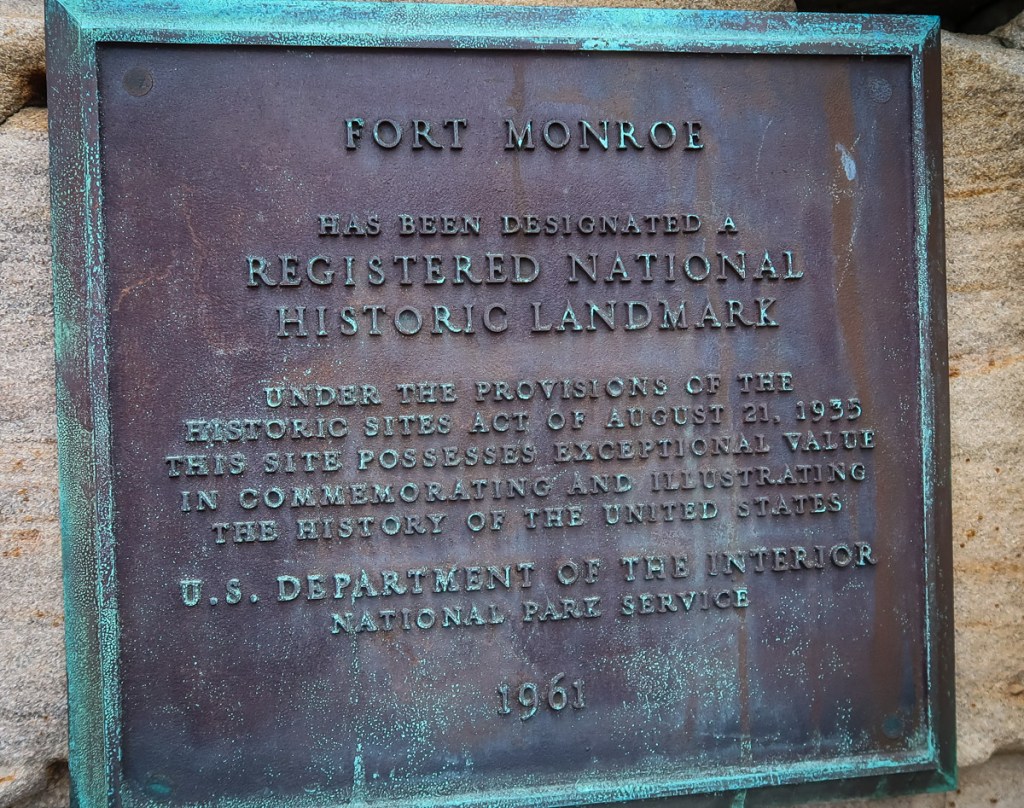 FORT MONROE
HAS BEEN DESIGNATED A
REGISTERED NATIONAL
HISTORIC LANDMARK
UNDER THE PROVISIONS OF THE
HISTORIC SITES ACT OF AUGUST 21, 1935
THIS SITE POSSESSES EXCEPTIONAL VALUE
IN COMMEMORATING AND ILLUSTRATING
THE HISTORY OF THE UNITED STATES
U.S. DEPARTMENT OF THE INTERIOR
NATIONAL PARK SERVICE
1961